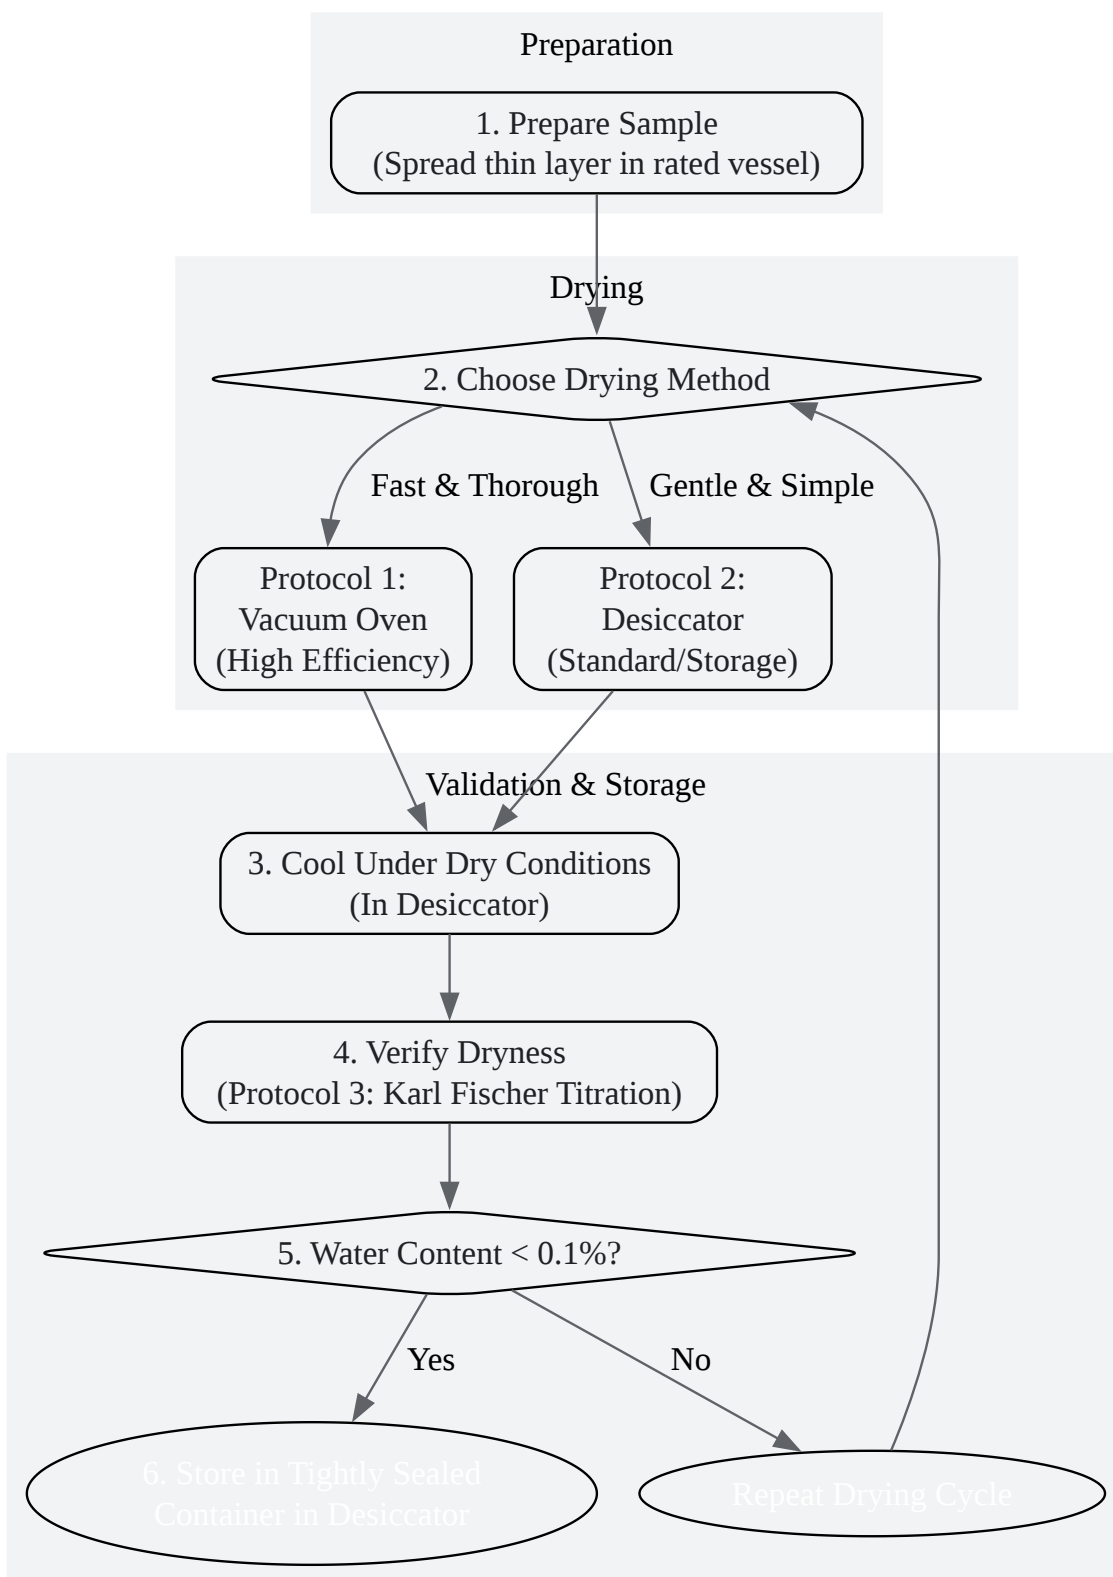 Preparation
1. Prepare Sample
(Spread thin layer in rated vessel)
Drying
2. Choose Drying Method
Fast & Thorough
Gentle & Simple
Protocol 1:
Vacuum Oven
(High Efficiency)
Protocol 2:
Desiccator
(Standard/Storage)
Validation & Storage
3. Cool Under Dry Conditions
(In Desiccator)
4. Verify Dryness
(Protocol 3: Karl Fischer Titration)
5. Water Content < 0.1%?
Yes
No
6. Store in Tightly Sealed
Container in Desiccator
Repeat Drying Cycle